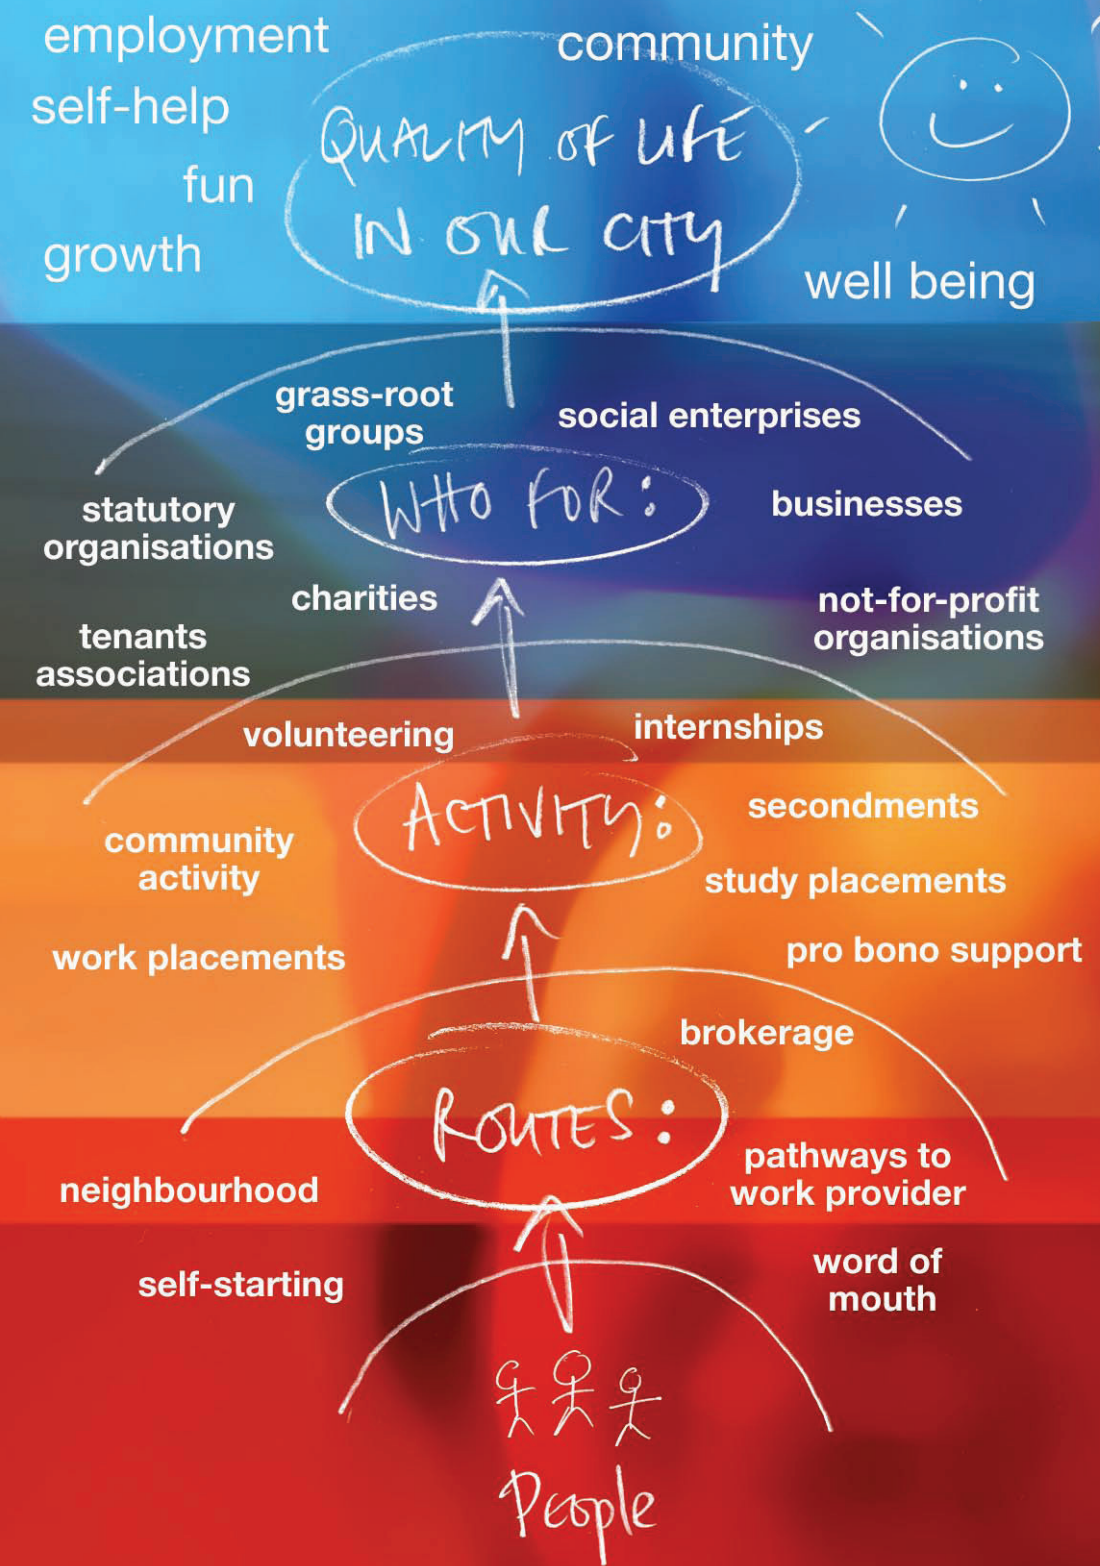 employment
community
self-help
QUALITY OF LIFE
fun
IN OUR CITY
growth
well being
grass-root
groups
social enterprises
WHO FOR:
statutory
organisations
businesses
charities
not-for-profit
organisations
tenants
associations
volunteering
internships
ACTIVITY:
secondments
community
activity
study placements
work placements
pro bono support
brokerage
ROUTES:
neighbourhood
pathways to
work provider
self-starting
word of
mouth
People